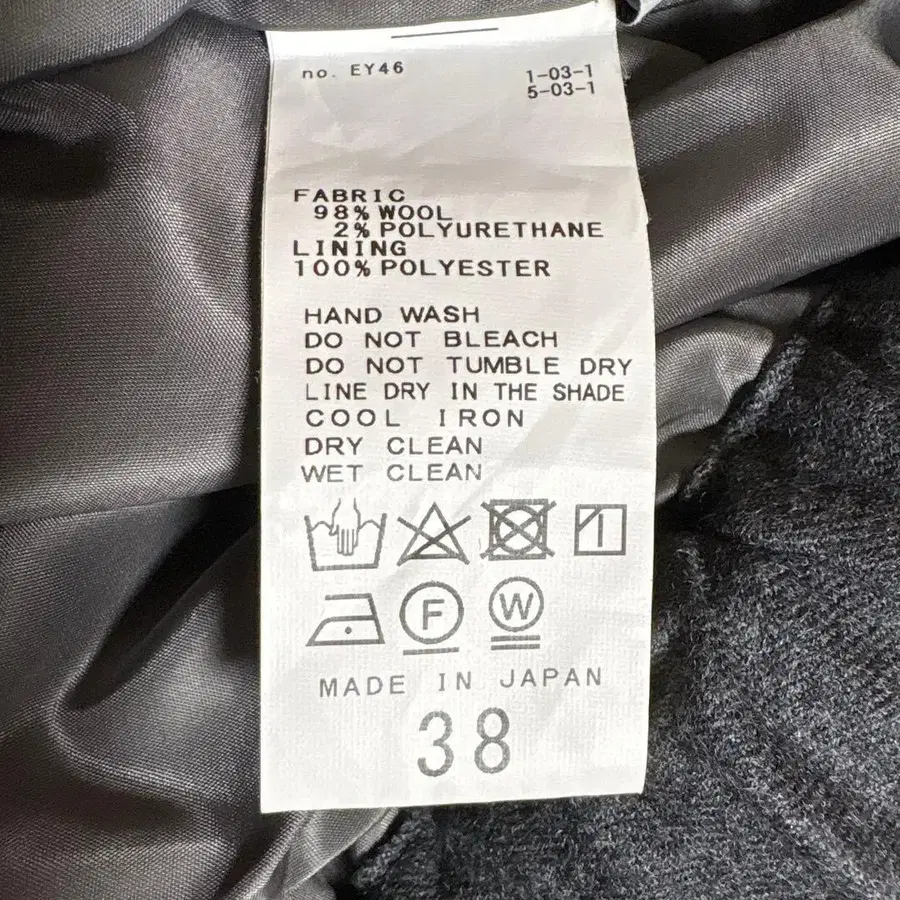 no. EY46
1-03-1
5-03-1
FABRIC
98% WOOL
2% POLYURETHANE
LINING
100% POLYESTER
HAND WASH
DO NOT BLEACH
DO NOT TUMBLE DRY
LINE DRY IN THE SHADE
COOL IRON
DRY CLEAN
WET CLEAN
F W
MADE IN JAPAN
38